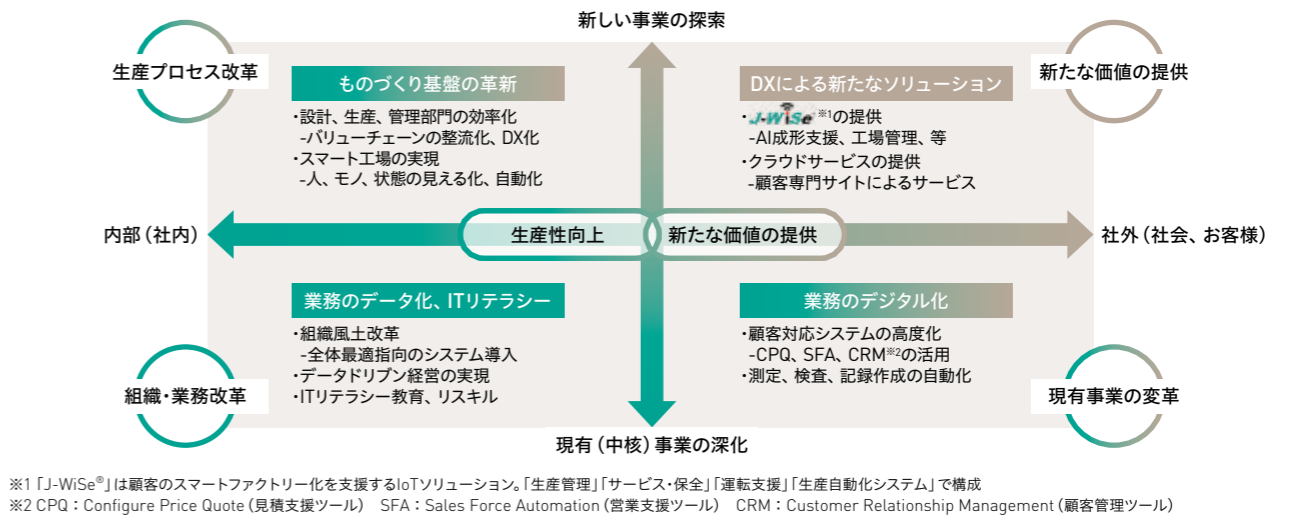 新しい事業の探索
生産プロセス改革
新たな価値の提供
ものづくり基盤の革新
・設計、生産、管理部門の効率化
-バリューチェーンの整流化、DX化
・スマート工場の実現
-人、モノ、状態の見える化、自動化
DXによる新たなソリューション
・J-WiSe®※1の提供
-AI成形支援、工場管理、等
・クラウドサービスの提供
-顧客専門サイトによるサービス
内部（社内）
生産性向上
新たな価値の提供
社外（社会、お客様）
業務のデータ化、ITリテラシー
・組織風土改革
-全体最適指向のシステム導入
・データドリブン経営の実現
・ITリテラシー教育、リスキル
業務のデジタル化
・顧客対応システムの高度化
-CPQ、SFA、CRM※2の活用
・測定、検査、記録作成の自動化
組織・業務改革
現有事業の変革
現有（中核）事業の深化
※1 「J-WiSe®」は顧客のスマートファクトリー化を支援するIoTソリューション。「生産管理」「サービス・保全」「運転支援」「生産自動化システム」で構成
※2 CPQ：Configure Price Quote（見積支援ツール） SFA：Sales Force Automation（営業支援ツール） CRM：Customer Relationship Management（顧客管理ツール）